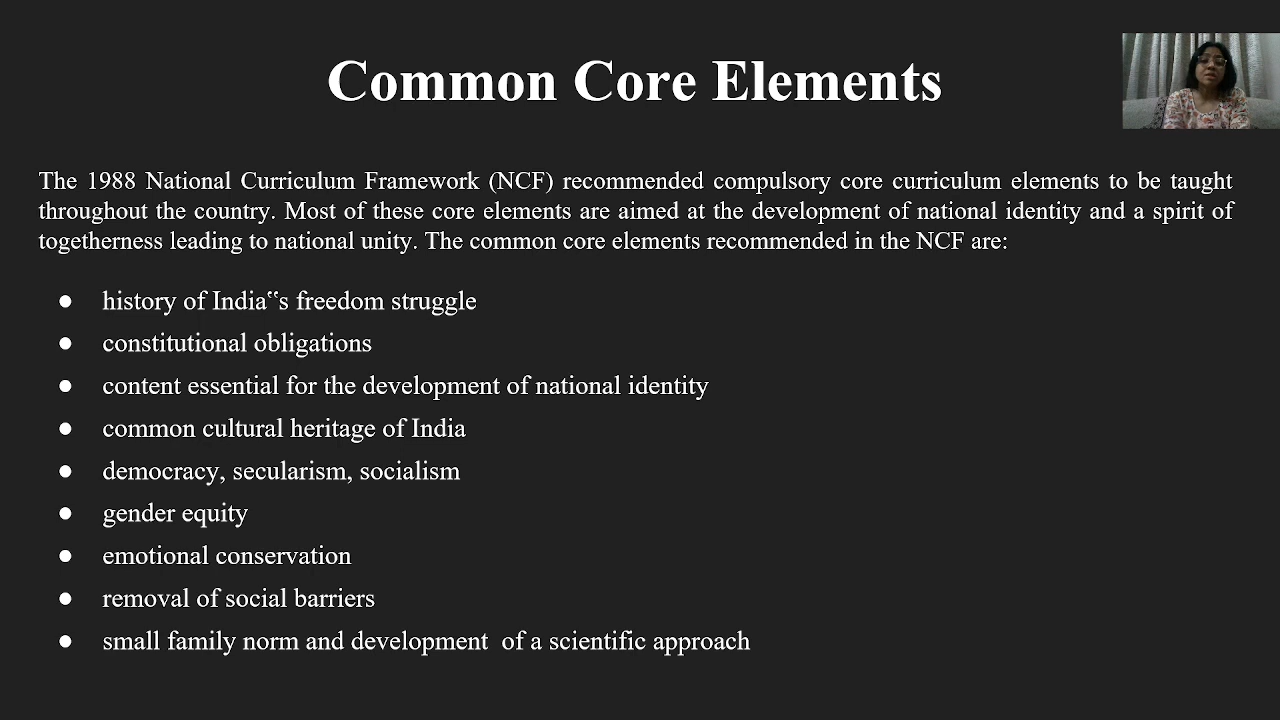 Common Core Elements
The 1988 National Curriculum Framework (NCF) recommended compulsory core curriculum elements to be taught
throughout the country. Most of these core elements are aimed at the development of national identity and a spirit of
togetherness leading to national unity. The common core elements recommended in the NCF are:
● history of India‟s freedom struggle
● constitutional obligations
● content essential for the development of national identity
● common cultural heritage of India
● democracy, secularism, socialism
● gender equity
● emotional conservation
● removal of social barriers
● small family norm and development  of a scientific approach